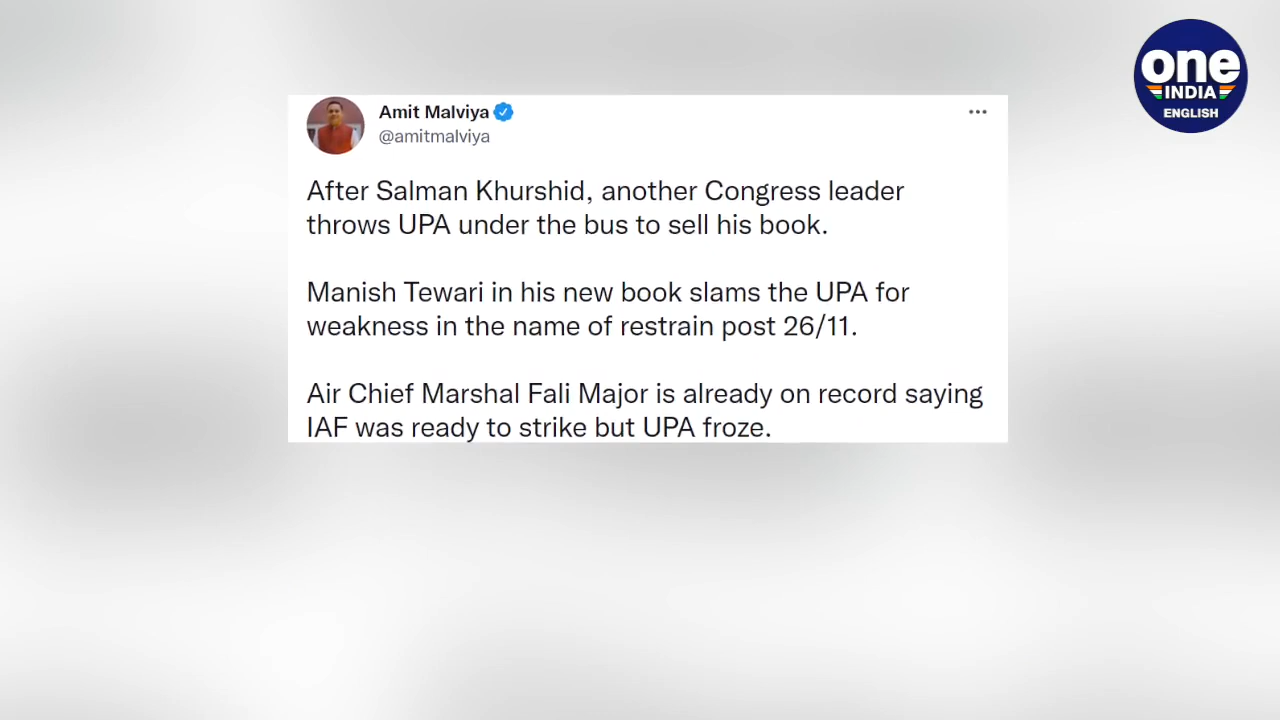 Amit Malviya
@amitmalviya
After Salman Khurshid, another Congress leader
throws UPA under the bus to sell his book.
Manish Tewari in his new book slams the UPA for
weakness in the name of restrain post 26/11.
Air Chief Marshal Fali Major is already on record saying
IAF was ready to strike but UPA froze.
one
INDIA
ENGLISH